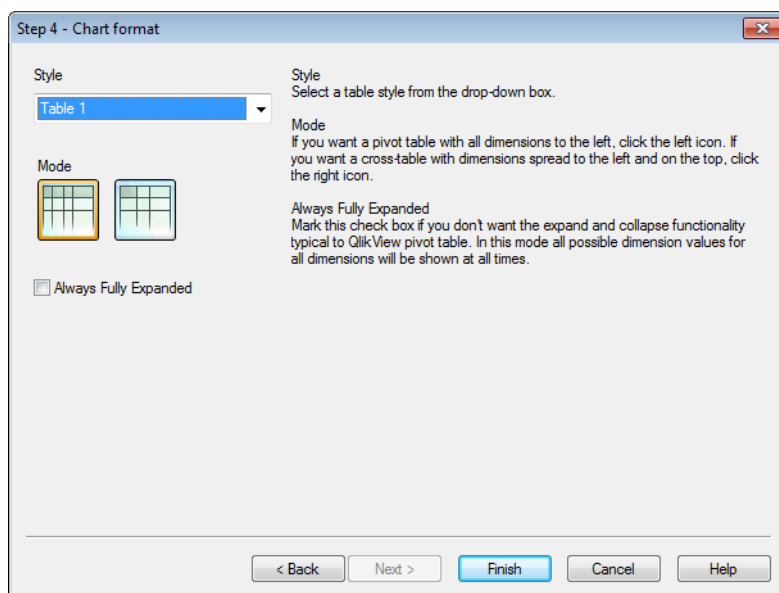 Step 4 - Chart format
Style
Table 1
Mode
Always Fully Expanded
Style
Select a table style from the drop-down box.
Mode
If you want a pivot table with all dimensions to the left, click the left icon. If
you want a cross-table with dimensions spread to the left and on the top, click
the right icon.
Always Fully Expanded
Mark this check box if you don't want the expand and collapse functionality
typical to QlikView pivot table. In this mode all possible dimension values for
all dimensions will be shown at all times.
< Back
Next >
Finish
Cancel
Help